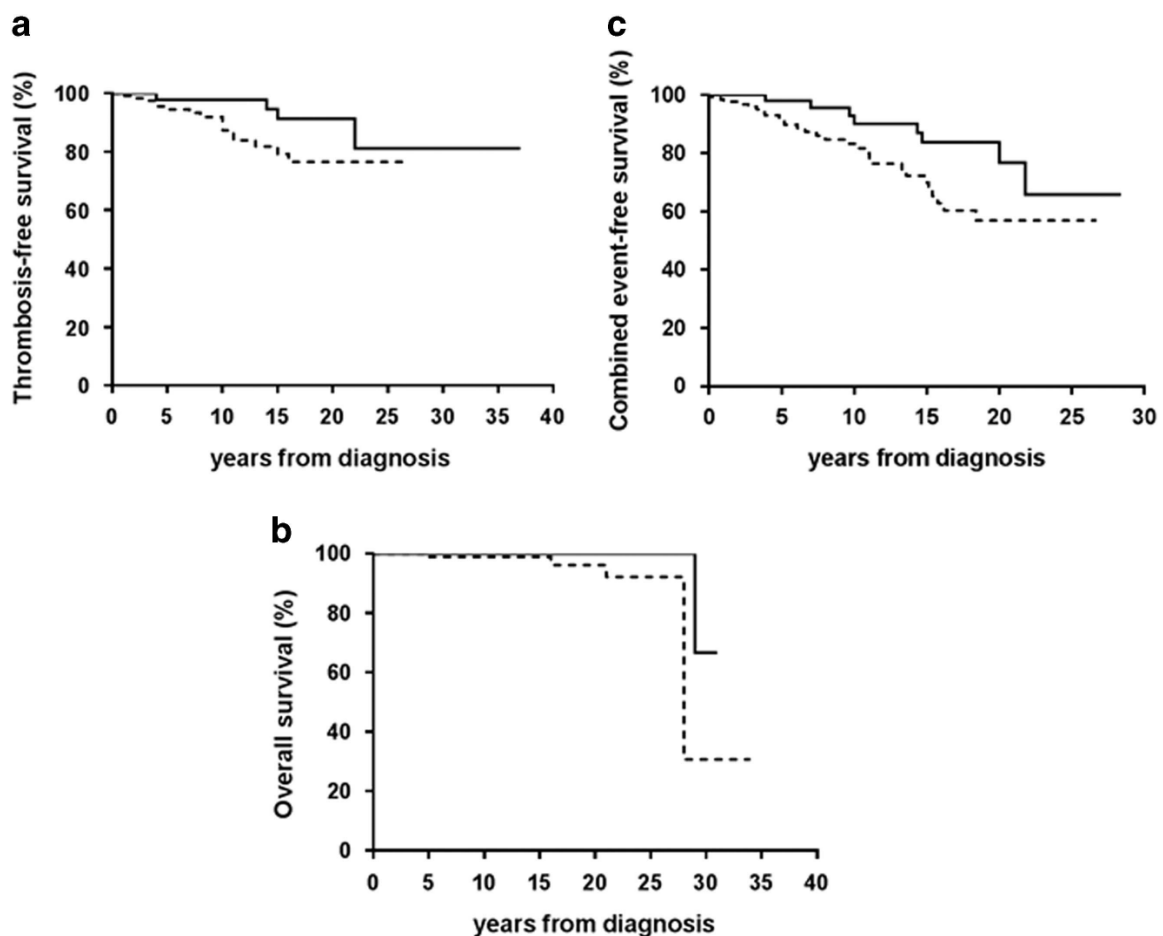 a
Thrombosis-free survival (%)
100
80
60
40
20
0
0 5 10 15 20 25 30 35 40
years from diagnosis
c
Combined event-free survival (%)
100
80
60
40
20
0
0 5 10 15 20 25 30
years from diagnosis
b
Overall survival (%)
100
80
60
40
20
0
0 5 10 15 20 25 30 35 40
years from diagnosis